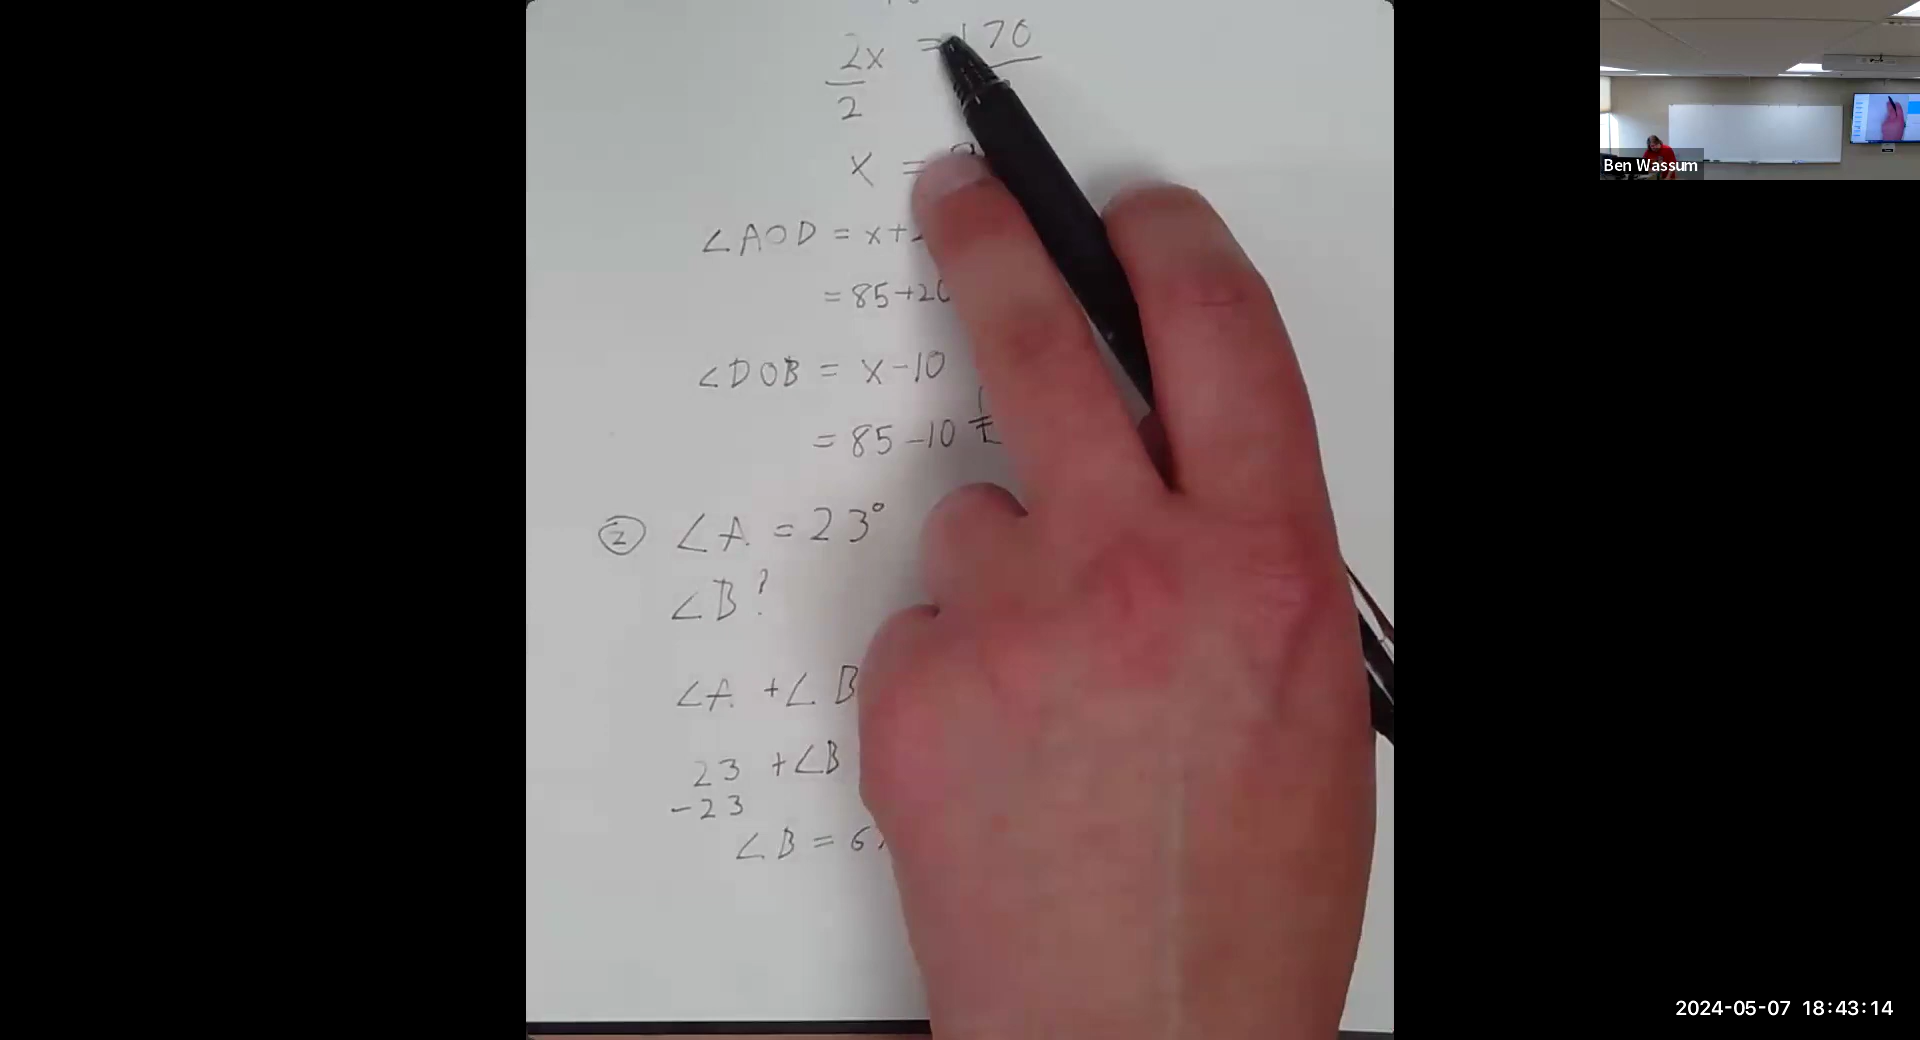 2x = 170
2
x =
∠AOD = x+2
= 85+20
∠DOB = x-10
= 85-10
② ∠A = 23°
∠B?
∠A + ∠B
23 + ∠B
-23
∠B = 6
Ben Wassum
2024-05-07 18:43:14